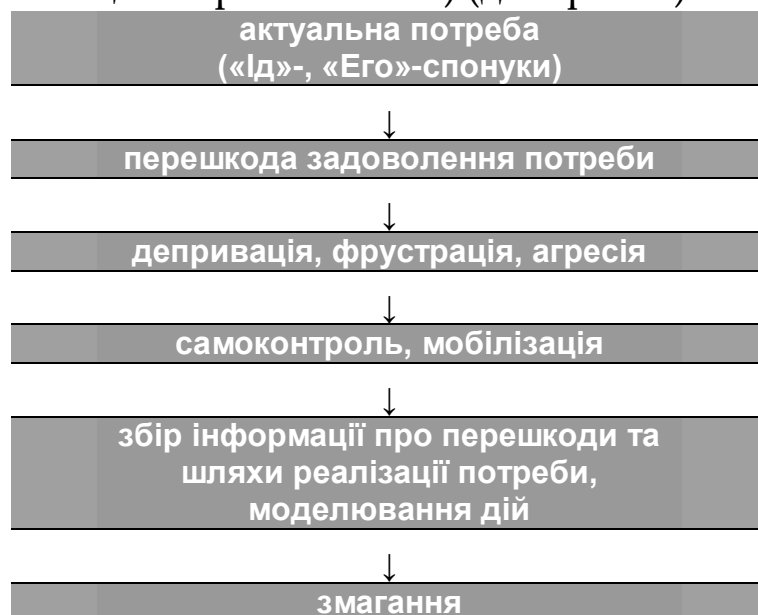 актуальна потреба
(«Ід»-, «Его»-спонуки)
↓
перешкода задоволення потреби
↓
депривація, фрустрація, агресія
↓
самоконтроль, мобілізація
↓
збір інформації про перешкоди та
шляхи реалізації потреби,
моделювання дій
↓
змагання